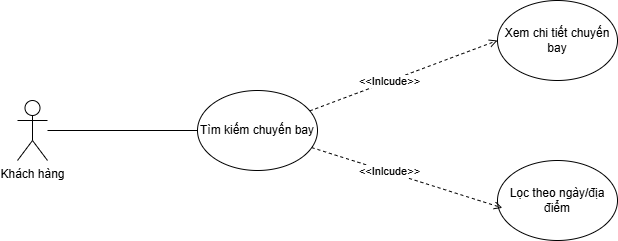 Xem chi tiết chuyến
bay
<<Inlcude>>
Tìm kiếm chuyến bay
Khách hàng
<<Inlcude>>
Lọc theo ngày/địa
điểm